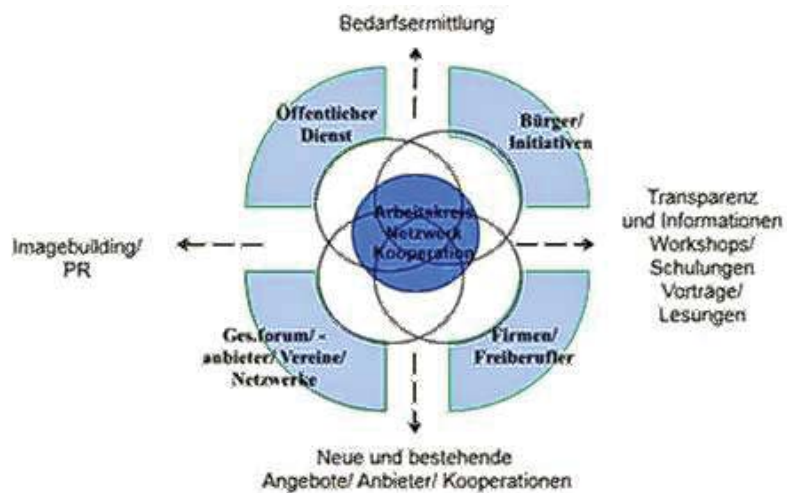 Bedarfsermittlung
Öffentlicher
Dienst
Bürger/
Initiativen
Arbeitskreis
Netzwerk
Kooperation
Imagebuilding/
PR
Transparenz
und Informationen
Workshops/
Schulungen
Vorträge/
Lesungen
Ges.forum/ -
anbieter/ Vereine/
Netzwerke
Firmen/
Freiberufler
Neue und bestehende
Angebote/ Anbieter/ Kooperationen